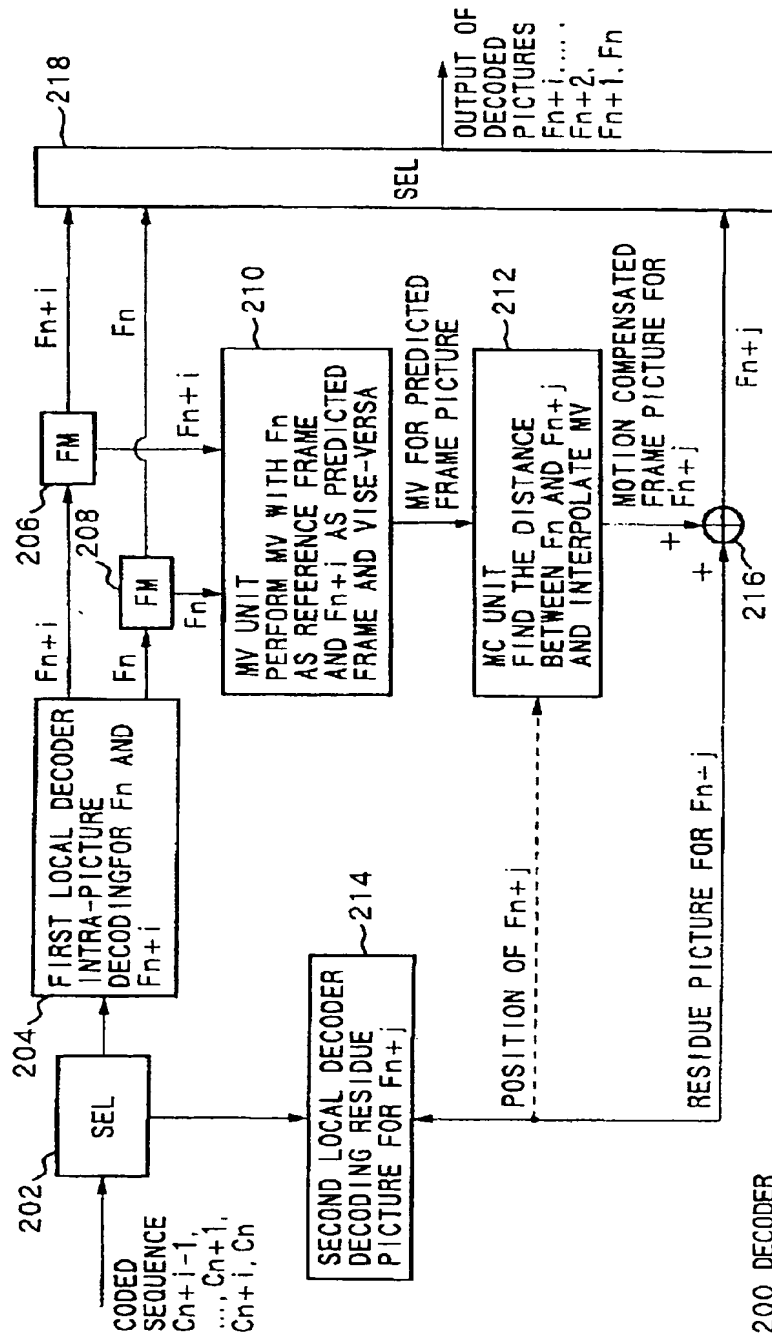 CODED
SEQUENCE
Cn+i-1,
...., Cn+1,
Cn+i, Cn
202
SEL
204
FIRST LOCAL DECODER
INTRA-PICTURE
DECODINGFOR Fn AND
Fn+i
Fn+i
Fn
206
FM
208
FM
Fn+i
Fn
Fn+i
Fn
218
SEL
OUTPUT OF
DECODED
PICTURES
Fn+i.....
Fn+2,
Fn+1, Fn
210
MV UNIT
PERFORM MV WITH Fn
AS REFERENCE FRAME
AND Fn+i AS PREDICTED
FRAME AND VISE-VERSA
MV FOR PREDICTED
FRAME PICTURE
212
MC UNIT
FIND THE DISTANCE
BETWEEN Fn AND Fn+j
AND INTERPOLATE MV
MOTION COMPENSATED
FRAME PICTURE FOR
Fn+j
214
SECOND LOCAL DECODER
DECODING RESIDUE
PICTURE FOR Fn+j
POSITION OF Fn+j
RESIDUE PICTURE FOR Fn+j
+
+
216
Fn+j
200 DECODER